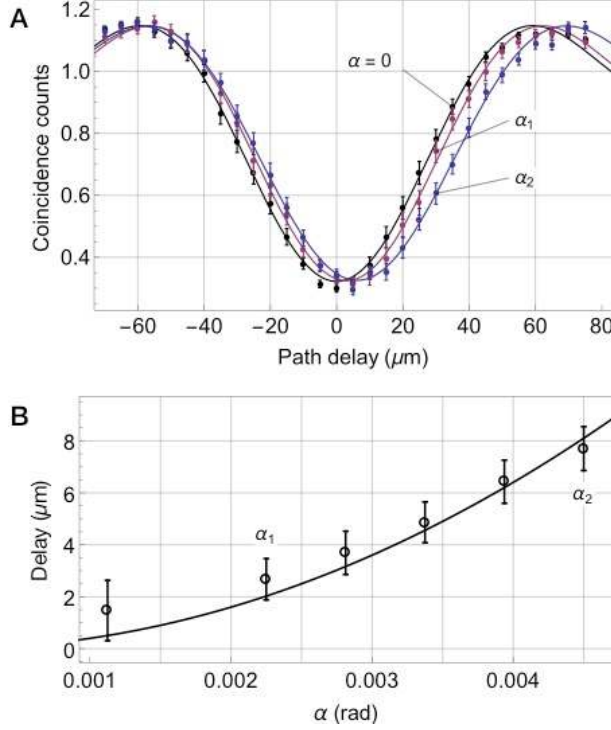 A
1.2
1.0
0.8
0.6
0.4
Coincidence counts
α = 0
α1
α2
−60 −40 −20 0 20 40 60 80
Path delay (μm)
B
8
6
4
2
0
Delay (μm)
α1
α2
0.001 0.002 0.003 0.004
α (rad)